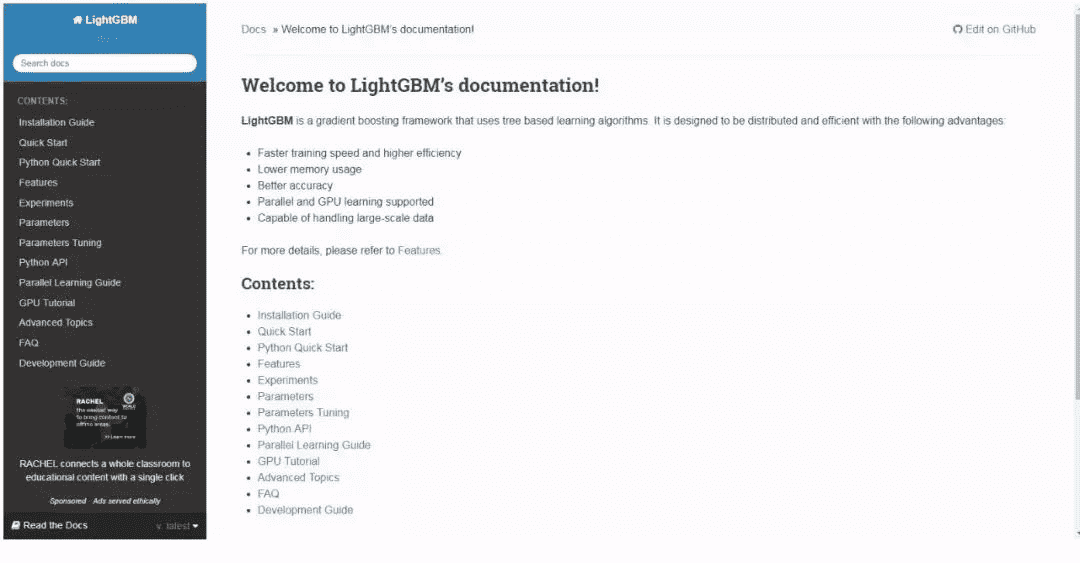 LightGBM
Search docs
CONTENTS:
Installation Guide
Quick Start
Python Quick Start
Features
Experiments
Parameters
Parameters Tuning
Python API
Parallel Learning Guide
GPU Tutorial
Advanced Topics
FAQ
Development Guide
RACHEL
the easiest way
to bring content to
offline areas.
Learn more
RACHEL connects a whole classroom to
educational content with a single click
Sponsored · Ads served ethically
Read the Docs
v: latest
Docs » Welcome to LightGBM's documentation!
Edit on GitHub
Welcome to LightGBM's documentation!
LightGBM is a gradient boosting framework that uses tree based learning algorithms. It is designed to be distributed and efficient with the following advantages:
• Faster training speed and higher efficiency
• Lower memory usage
• Better accuracy
• Parallel and GPU learning supported
• Capable of handling large-scale data
For more details, please refer to Features.
Contents:
• Installation Guide
• Quick Start
• Python Quick Start
• Features
• Experiments
• Parameters
• Parameters Tuning
• Python API
• Parallel Learning Guide
• GPU Tutorial
• Advanced Topics
• FAQ
• Development Guide